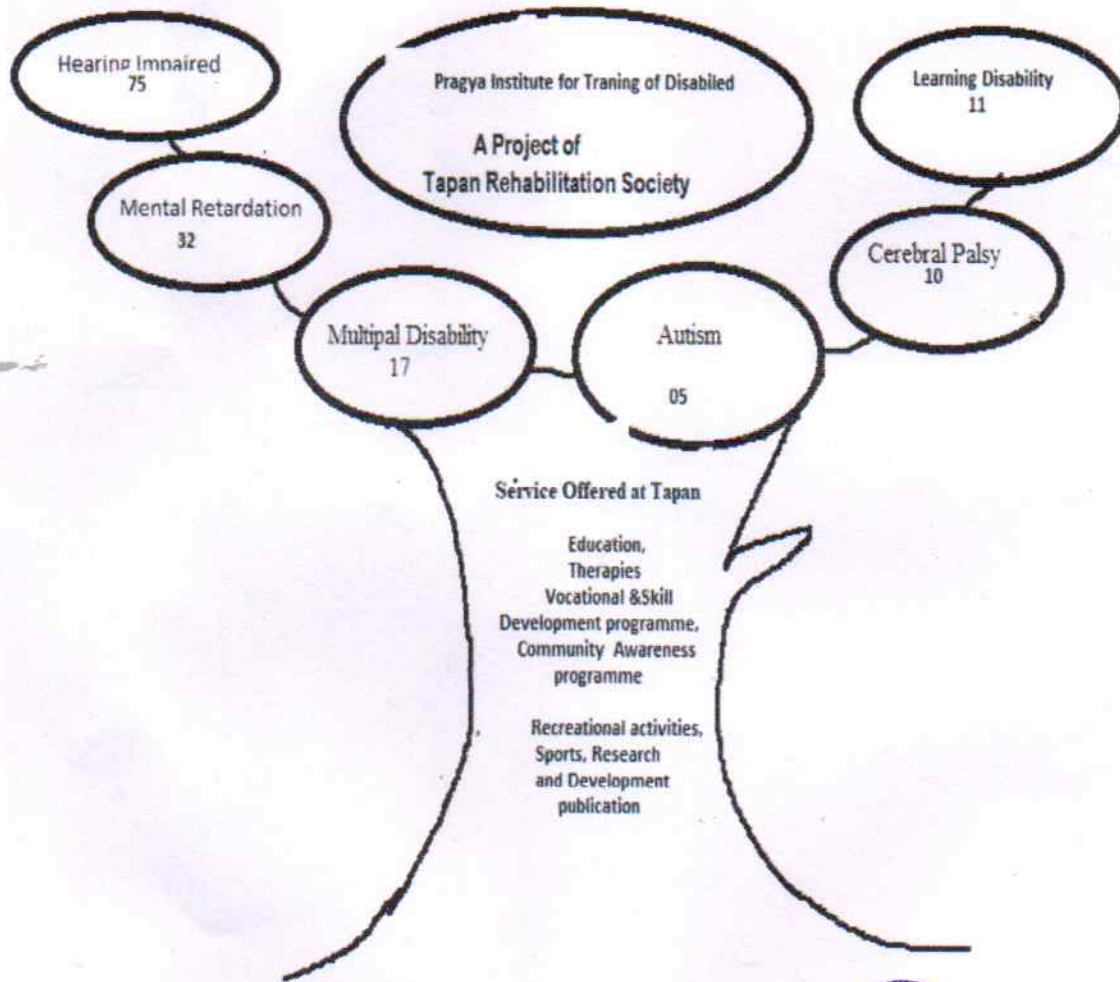 Hearing Impaired
75
Pragya Institute for Traning of Disabiled
A Project of
Tapan Rehabilitation Society
Learning Disability
11
Mental Retardation
32
Cerebral Palsy
10
Multipal Disability
17
Autism
05
Service Offered at Tapan
Education,
Therapies
Vocational &Skill
Development programme,
Community Awareness
programme
Recreational activities,
Sports, Research
and Development
publication